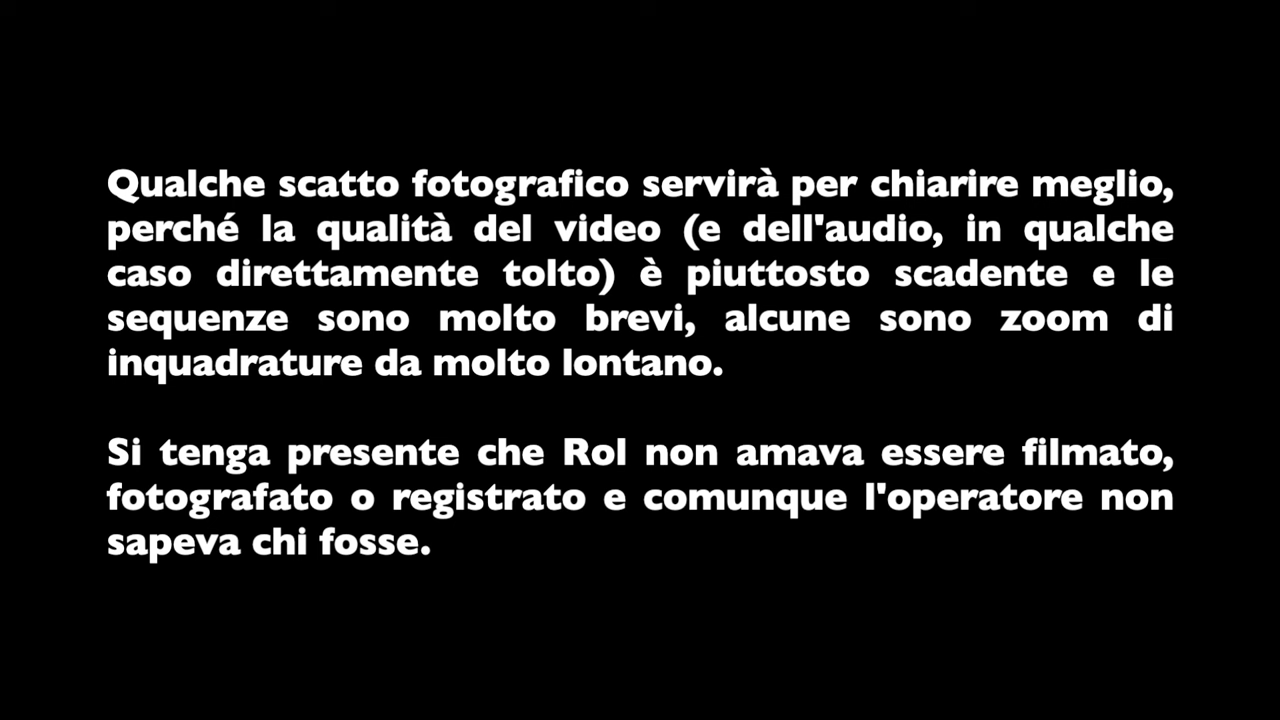 Qualche scatto fotografico servirà per chiarire meglio,
perché la qualità del video (e dell'audio, in qualche
caso direttamente tolto) è piuttosto scadente e le
sequenze sono molto brevi, alcune sono zoom di
inquadrature da molto lontano.
Si tenga presente che Rol non amava essere filmato,
fotografato o registrato e comunque l'operatore non
sapeva chi fosse.